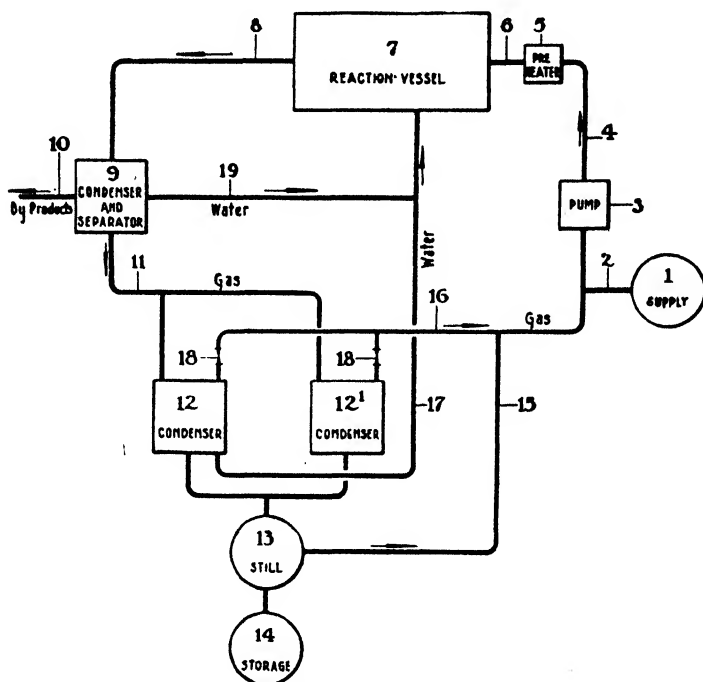 8
7
REACTION VESSEL
6
5
PRE
HEATER
4
10
By Products
9
CONDENSER
AND
SEPARATOR
19
Water
PUMP
3
Water
2
1
SUPPLY
11
Gas
16
Gas
18
18
12
CONDENSER
12¹
CONDENSER
17
15
13
STILL
14
STORAGE